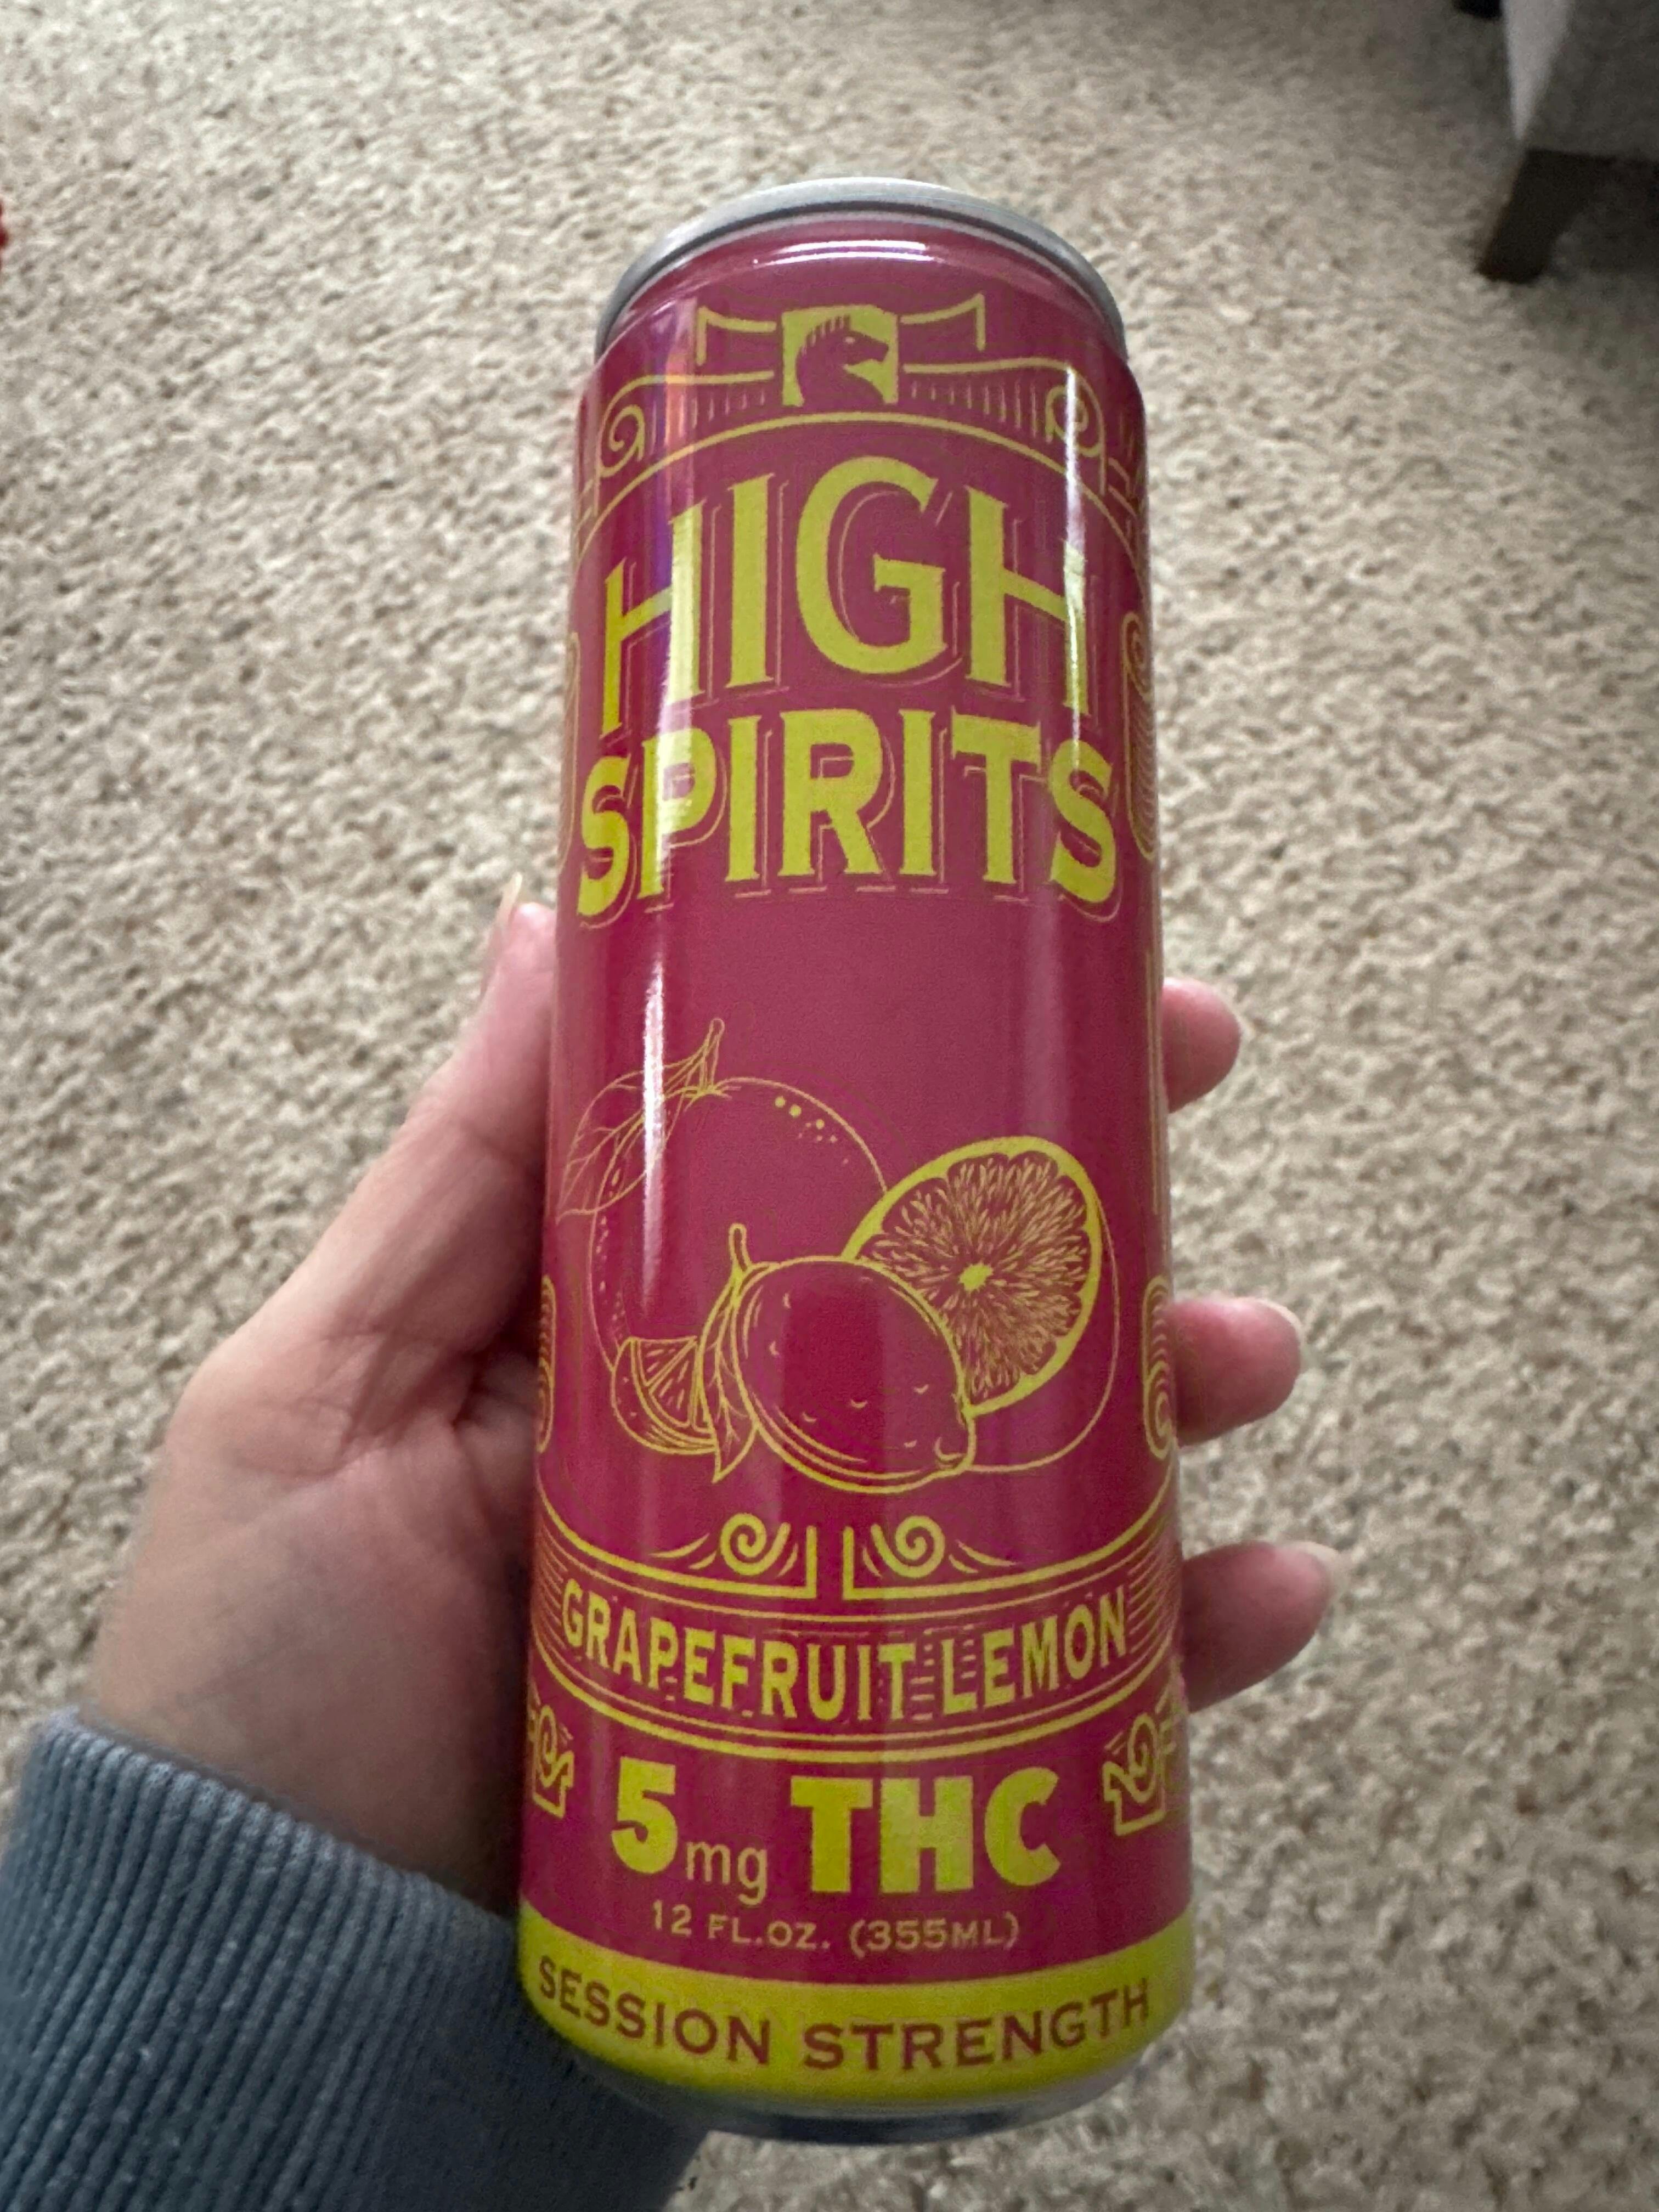 HIGH
SPIRITS
GRAPEFRUIT LEMON
5mg THC
12 FL.OZ. (355ML)
SESSION STRENGTH